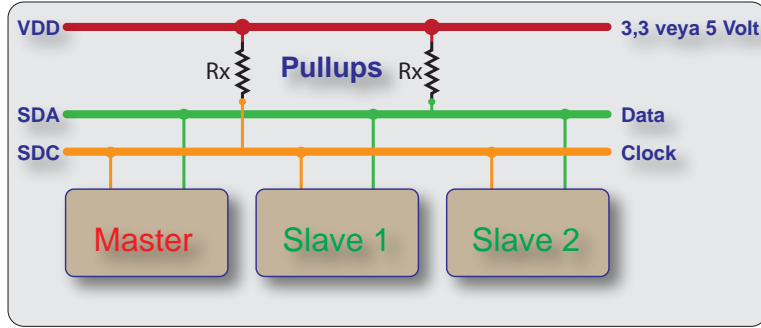 VDD 3,3 veya 5 Volt
Rx Pullups Rx
SDA Data
SDC Clock
Master Slave 1 Slave 2